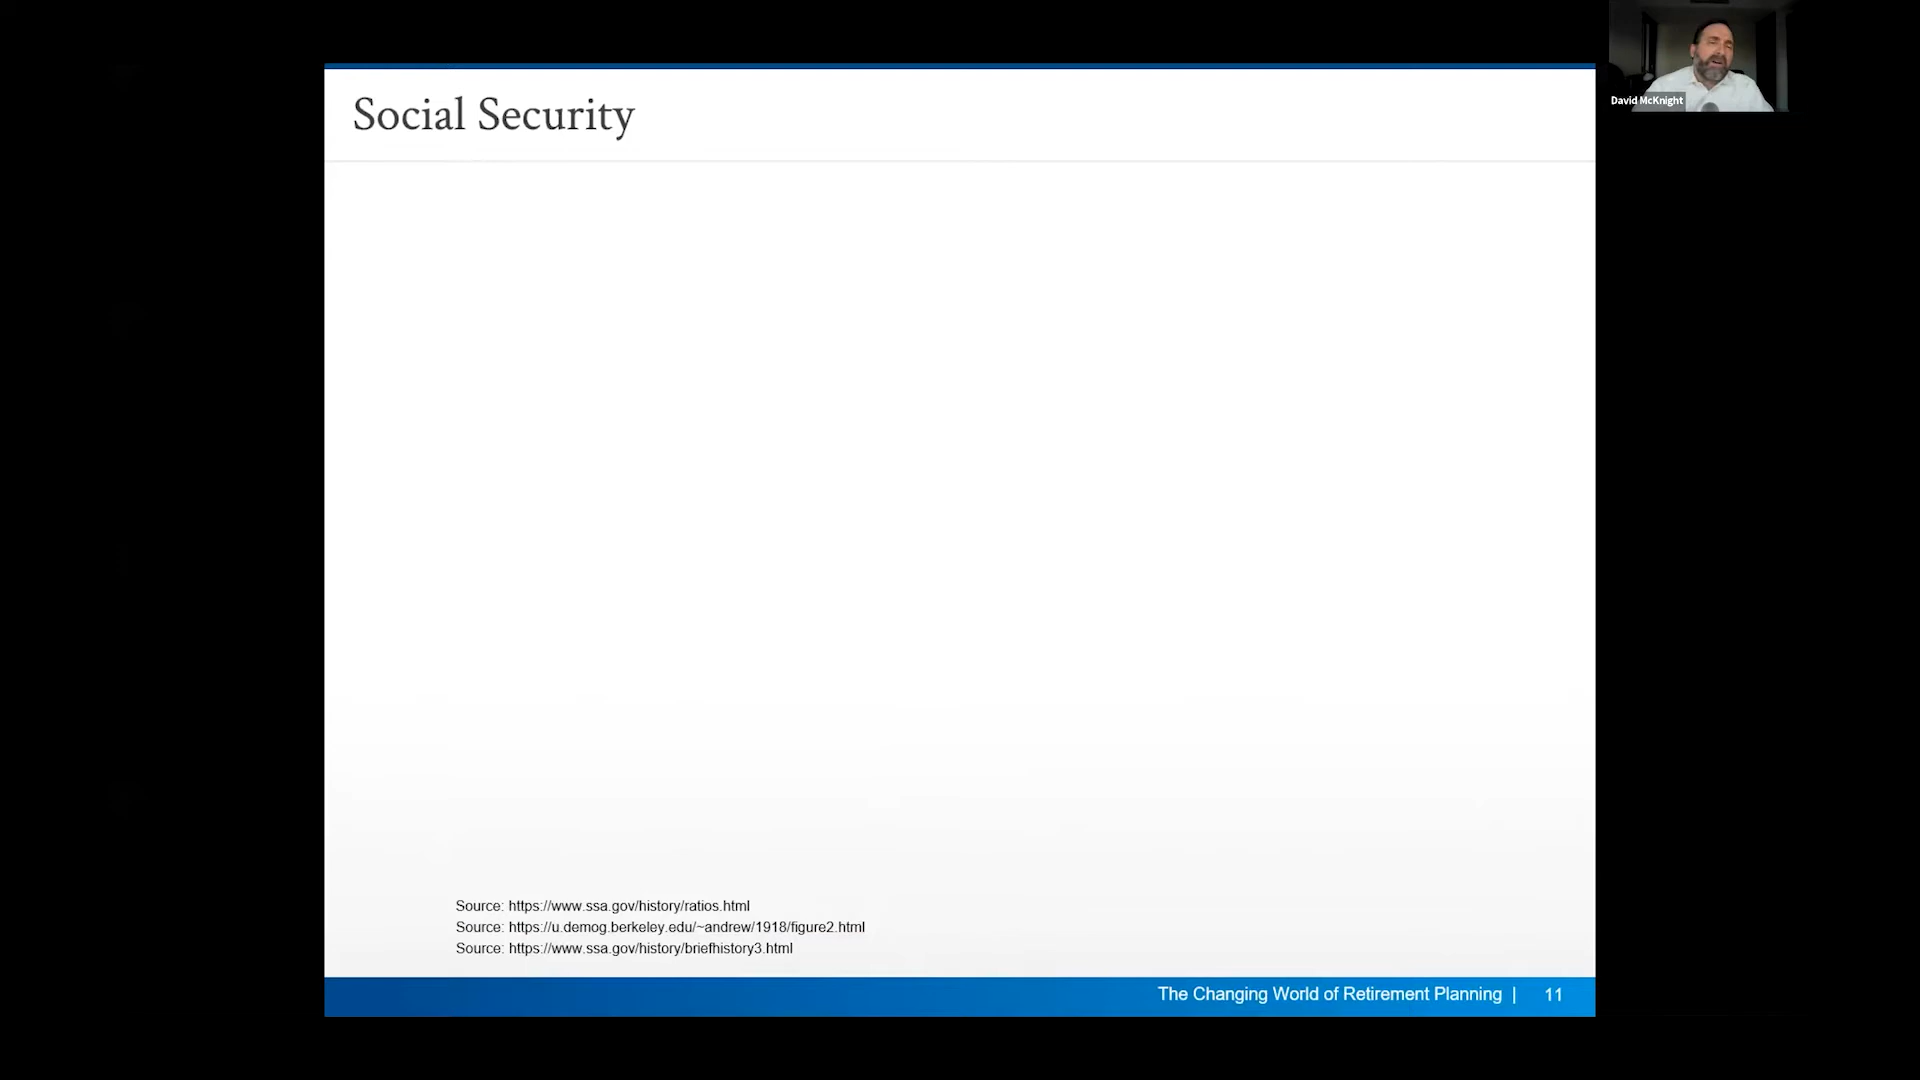 Social Security
David McKnight
Source: https://www.ssa.gov/history/ratios.html
Source: https://u.demog.berkeley.edu/~andrew/1918/figure2.html
Source: https://www.ssa.gov/history/briefhistory3.html
The Changing World of Retirement Planning | 11